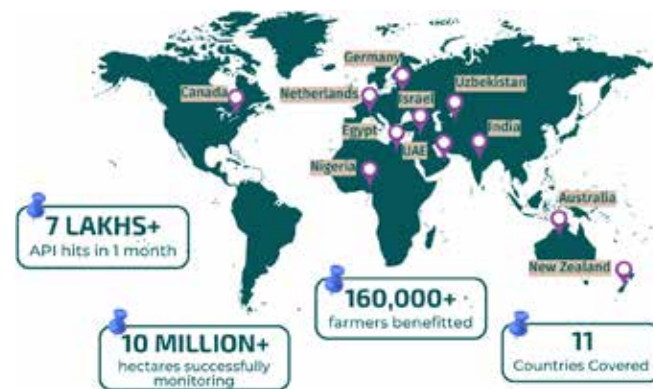 Germany
Canada
Netherlands
Israel
Uzbekistan
Egypt
UAE
India
Nigeria
Australia
New Zealand
7 LAKHS+
API hits in 1 month
160,000+
farmers benefitted
10 MILLION+
hectares successfully
monitoring
11
Countries Covered